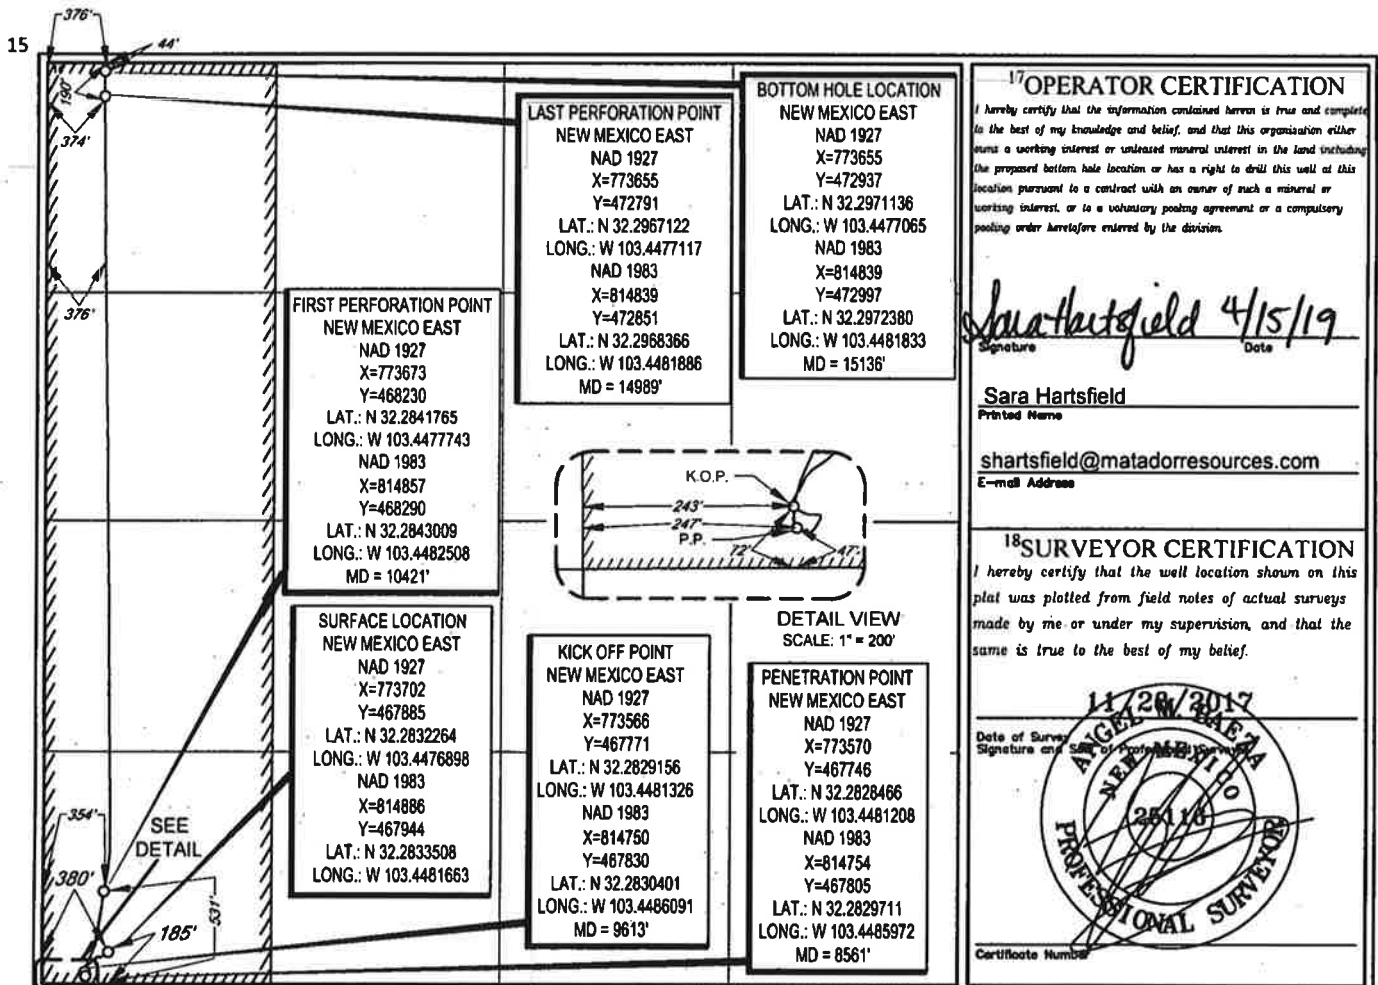 15
376'
44'
190'
374'
376'
LAST PERFORATION POINT
NEW MEXICO EAST
NAD 1927
X=773655
Y=472791
LAT.: N 32.2967122
LONG.: W 103.4477117
NAD 1983
X=814839
Y=472851
LAT.: N 32.2968366
LONG.: W 103.4481886
MD = 14989'
BOTTOM HOLE LOCATION
NEW MEXICO EAST
NAD 1927
X=773655
Y=472937
LAT.: N 32.2971136
LONG.: W 103.4477065
NAD 1983
X=814839
Y=472997
LAT.: N 32.2972380
LONG.: W 103.4481833
MD = 15136'
FIRST PERFORATION POINT
NEW MEXICO EAST
NAD 1927
X=773673
Y=468230
LAT.: N 32.2841765
LONG.: W 103.4477743
NAD 1983
X=814857
Y=468290
LAT.: N 32.2843009
LONG.: W 103.4482508
MD = 10421'
K.O.P.
243'
247'
P.P.
72'
47'
DETAIL VIEW
SCALE: 1" = 200'
SURFACE LOCATION
NEW MEXICO EAST
NAD 1927
X=773702
Y=467885
LAT.: N 32.2832264
LONG.: W 103.4476898
NAD 1983
X=814886
Y=467944
LAT.: N 32.2833508
LONG.: W 103.4481663
KICK OFF POINT
NEW MEXICO EAST
NAD 1927
X=773566
Y=467771
LAT.: N 32.2829156
LONG.: W 103.4481326
NAD 1983
X=814750
Y=467830
LAT.: N 32.2830401
LONG.: W 103.4486091
MD = 9613'
PENETRATION POINT
NEW MEXICO EAST
NAD 1927
X=773570
Y=467746
LAT.: N 32.2828466
LONG.: W 103.4481208
NAD 1983
X=814754
Y=467805
LAT.: N 32.2829711
LONG.: W 103.4485972
MD = 8561'
354'
SEE
DETAIL
380'
531'
185'
17 OPERATOR CERTIFICATION
I hereby certify that the information contained herein is true and complete
to the best of my knowledge and belief, and that this organization either
owns a working interest or unleased mineral interest in the land including
the proposed bottom hole location or has a right to drill this well at this
location pursuant to a contract with an owner of such a mineral or
working interest, or to a voluntary pooling agreement or a compulsory
pooling order heretofore entered by the division.
Sara Hartsfield 4/15/19
Signature Date
Sara Hartsfield
Printed Name
shartsfield@matadorresources.com
E-mail Address
18 SURVEYOR CERTIFICATION
I hereby certify that the well location shown on this
plat was plotted from field notes of actual surveys
made by me or under my supervision, and that the
same is true to the best of my belief.
11/28/2017
Date of Survey
Signature and Seal of Professional Surveyor
ANGEL M. BAEZA
NEW MEXICO
25116
PROFESSIONAL SURVEYOR
Certificate Number